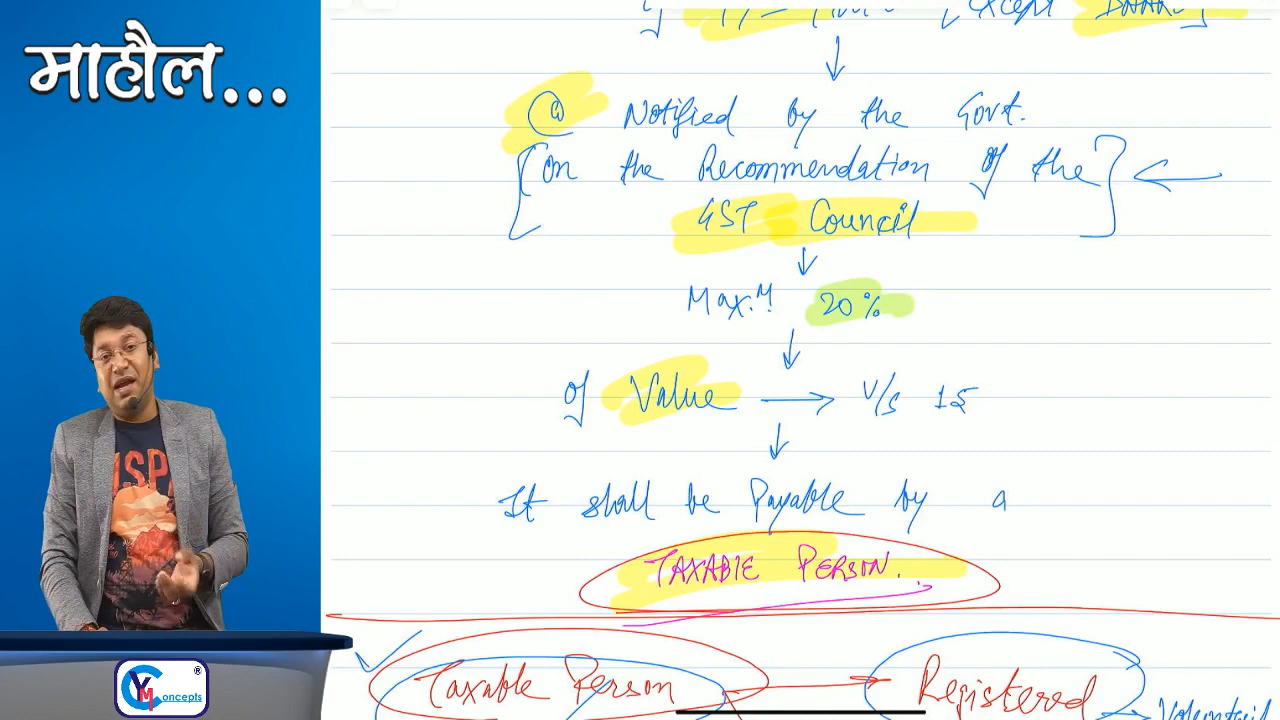 माहौल...
@ Notified by the Govt.
[on the Recommendation of the
GST Council]
Max.m 20%
of Value → V/s 15
It shall be Payable by a
TAXABLE PERSON.
Taxable Person → Registered
YM Concepts ®